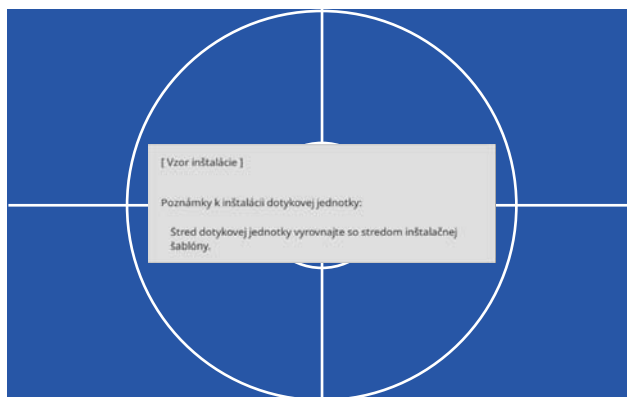 [ Vzor inštalácie ]
Poznámky k inštalácii dotykovej jednotky:
Stred dotykovej jednotky vyrovnajte so stredom inštalačnej
šablóny.